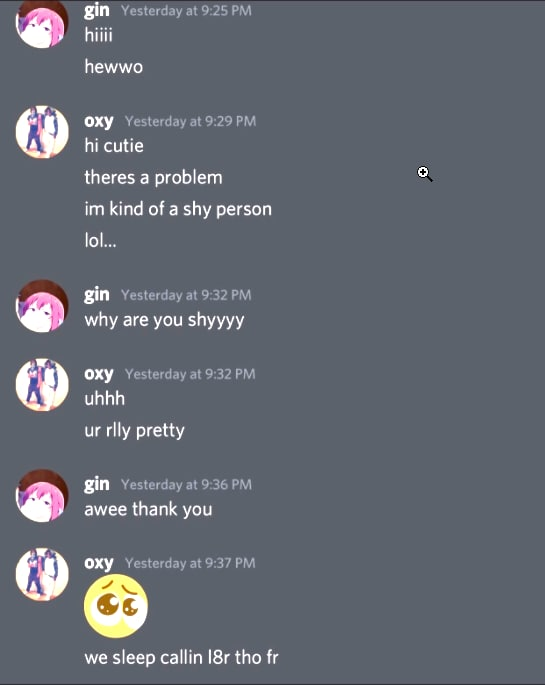 gin Yesterday at 9:25 PM
hiiii
hewwo
oxy Yesterday at 9:29 PM
hi cutie
theres a problem
im kind of a shy person
lol...
gin Yesterday at 9:32 PM
why are you shyyyy
oxy Yesterday at 9:32 PM
uhhh
ur rlly pretty
gin Yesterday at 9:36 PM
awee thank you
oxy Yesterday at 9:37 PM
we sleep callin l8r tho fr